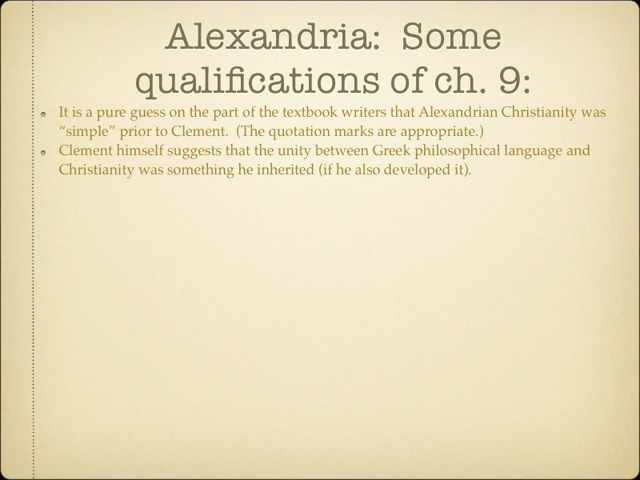 Alexandria:  Some
qualifications of ch. 9:
It is a pure guess on the part of the textbook writers that Alexandrian Christianity was
“simple” prior to Clement.  (The quotation marks are appropriate.)
Clement himself suggests that the unity between Greek philosophical language and
Christianity was something he inherited (if he also developed it).